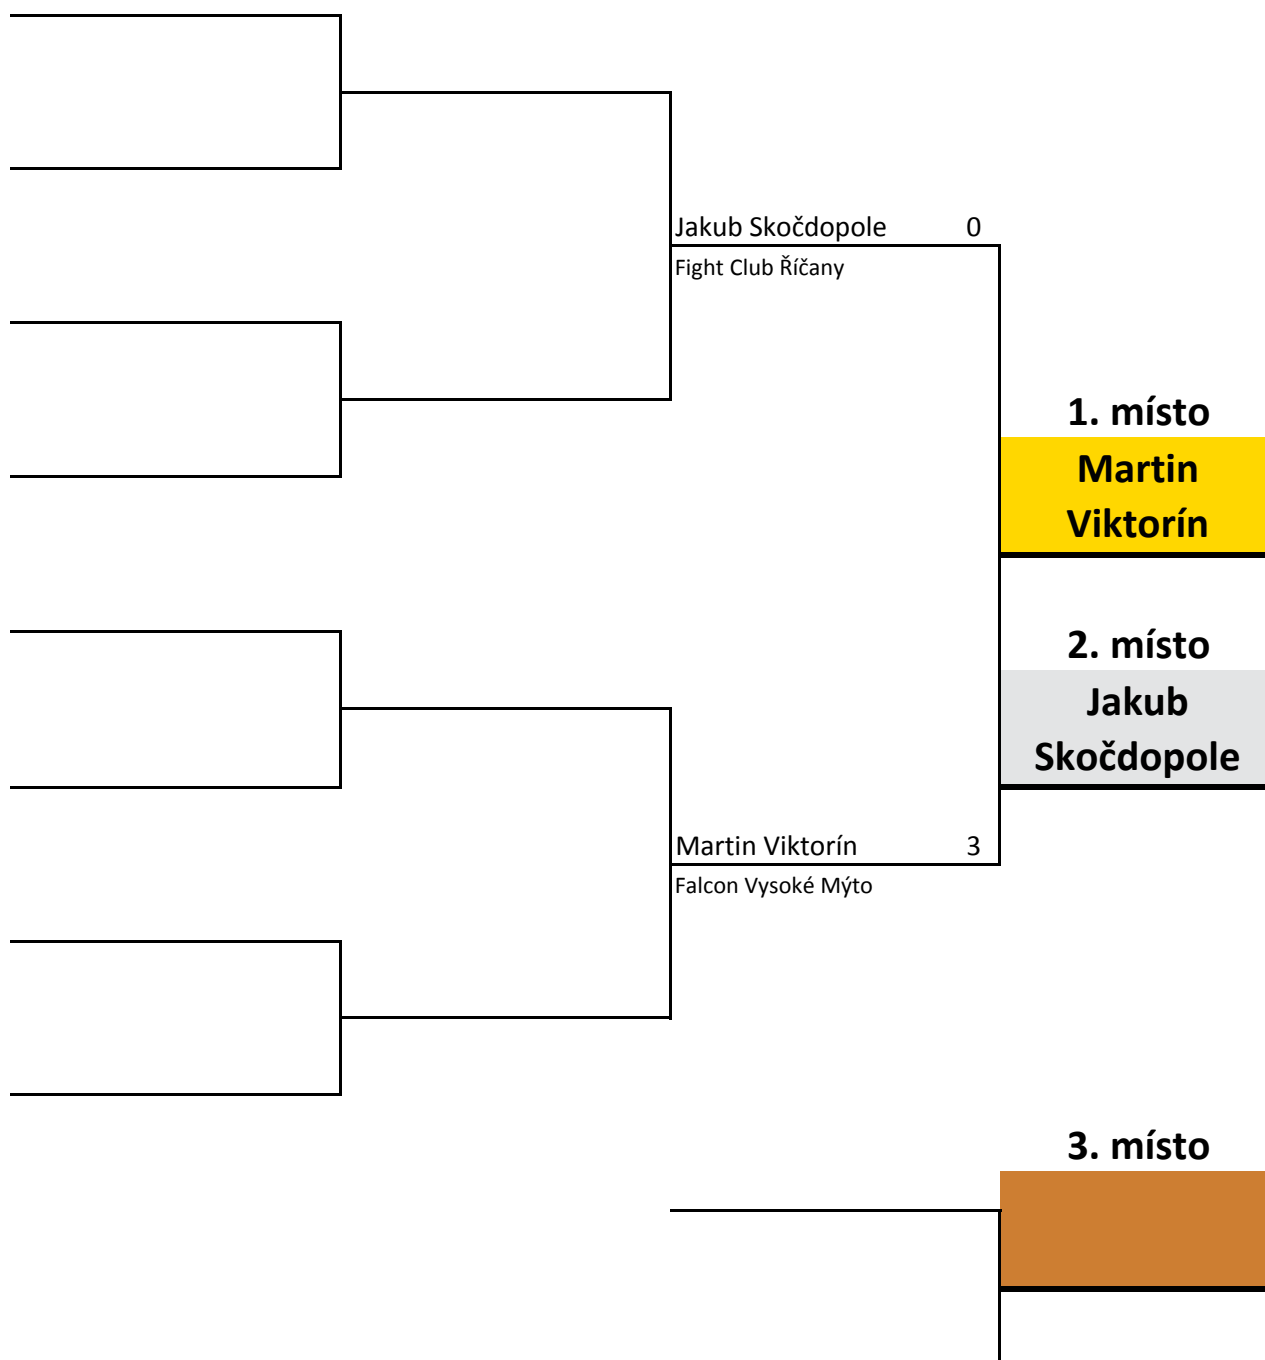 Jakub Skočdopole 0
Fight Club Říčany
1. místo
Martin
Viktorín
2. místo
Jakub
Skočdopole
Martin Viktorín 3
Falcon Vysoké Mýto
3. místo